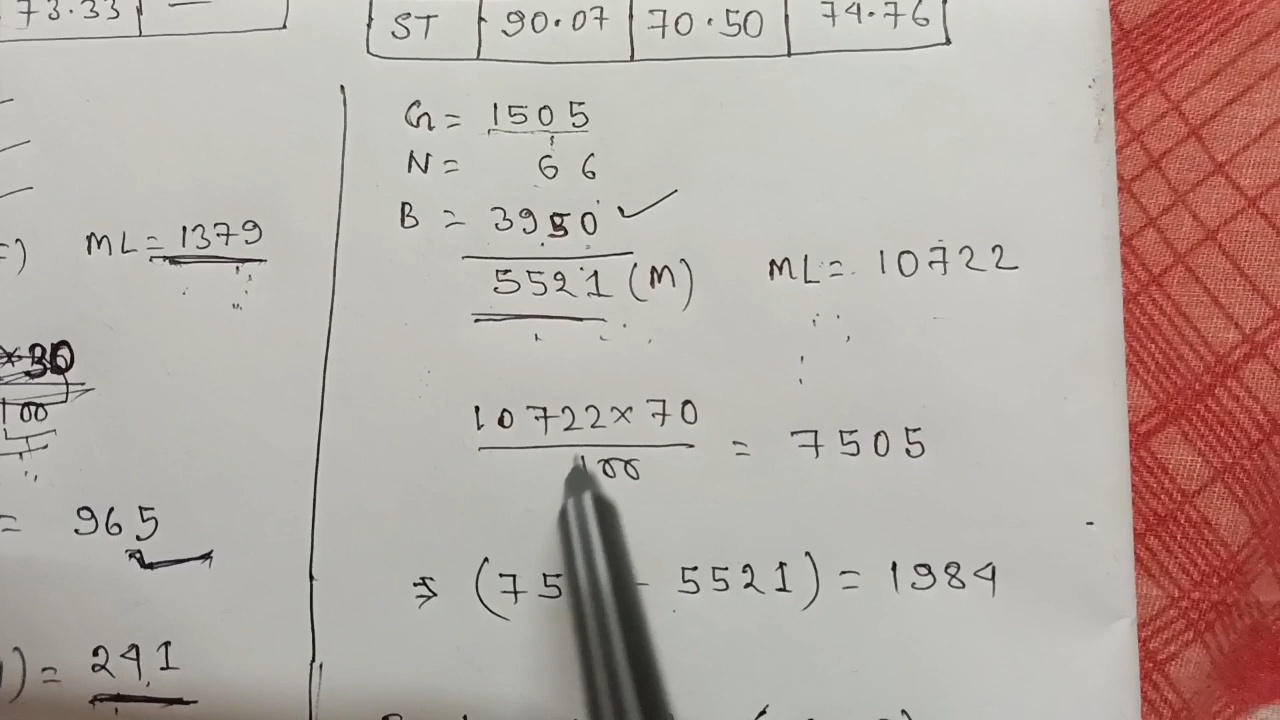 73.33 —
ST 90.07 70.50 74.76
G = 1505
N = 66
B = 3950 ✓
5521 (M)
ML = 10722
10722 × 70
100
= 7505
⇒ (75 - 5521) = 1984
=) ML = 1379
× 30
100
= 965
) = 241